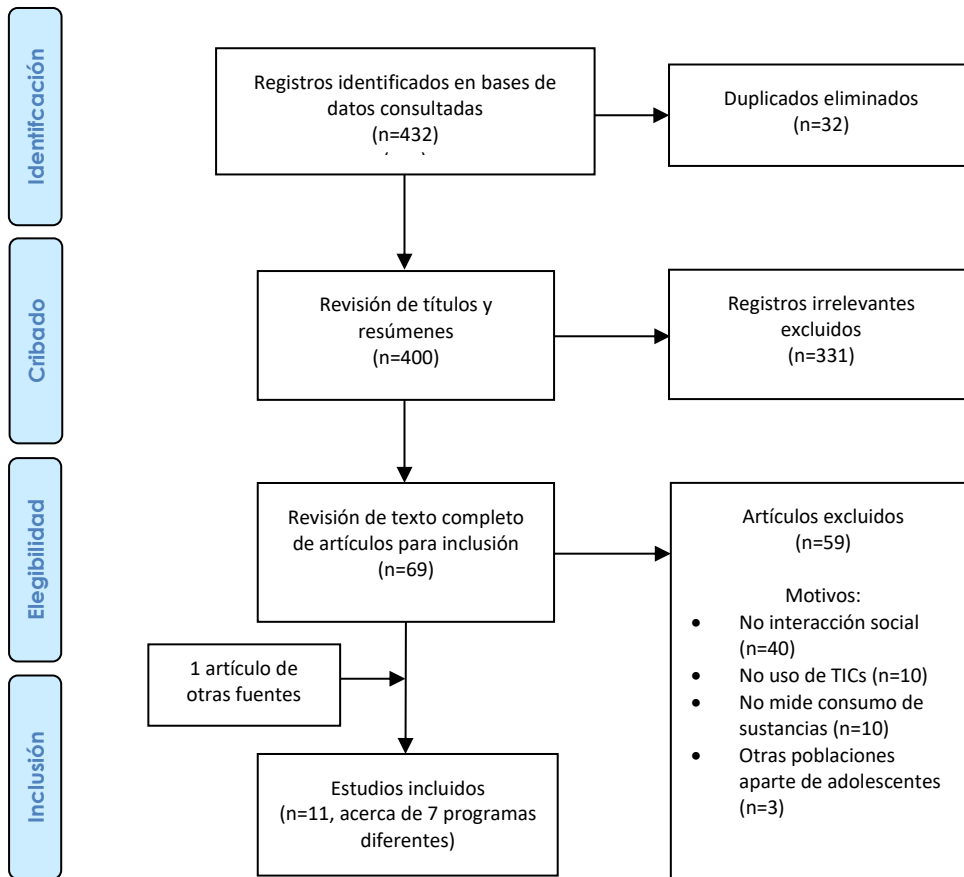 Identifcación
Registros identificados en bases de
datos consultadas
(n=432)
Duplicados eliminados
(n=32)
Cribado
Revisión de títulos y
resúmenes
(n=400)
Registros irrelevantes
excluidos
(n=331)
Elegibilidad
Revisión de texto completo
de artículos para inclusión
(n=69)
Artículos excluidos
(n=59)
Motivos:
• No interacción social
(n=40)
• No uso de TICs (n=10)
• No mide consumo de
sustancias (n=10)
• Otras poblaciones
aparte de adolescentes
(n=3)
1 artículo de
otras fuentes
Inclusión
Estudios incluidos
(n=11, acerca de 7 programas
diferentes)